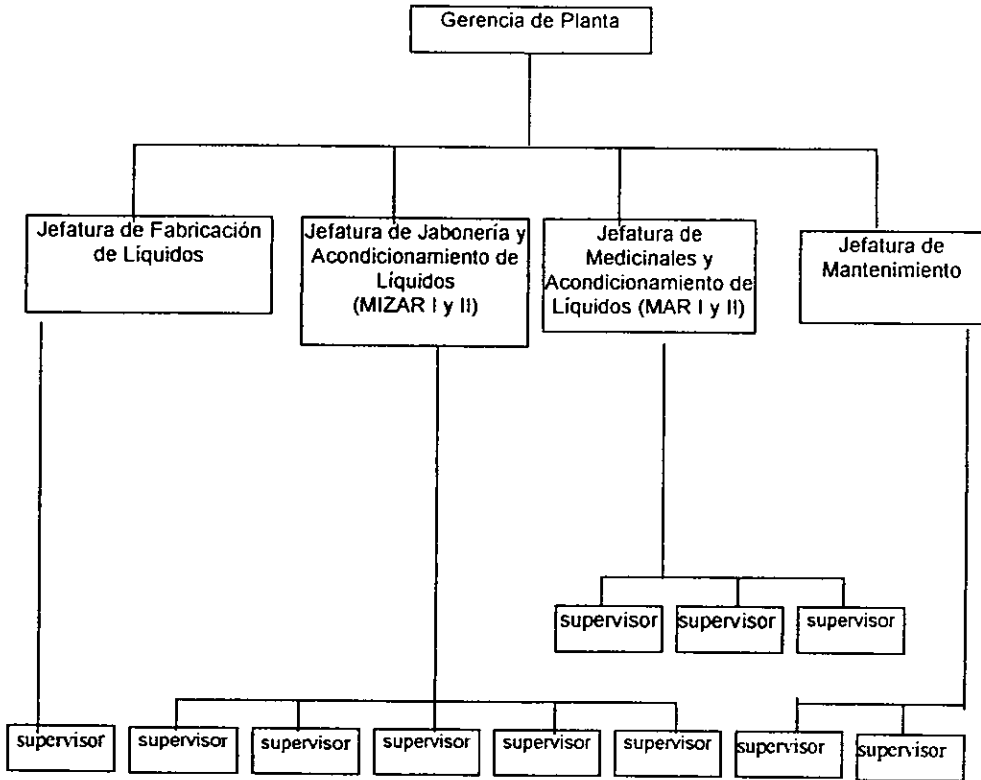 Gerencia de Planta
Jefatura de Fabricación
de Líquidos
Jefatura de Jabonería y
Acondicionamiento de
Líquidos
(MIZAR I y II)
Jefatura de
Medicinales y
Acondicionamiento de
Líquidos (MAR I y II)
Jefatura de
Mantenimiento
supervisor
supervisor
supervisor
supervisor
supervisor
supervisor
supervisor
supervisor
supervisor
supervisor
supervisor